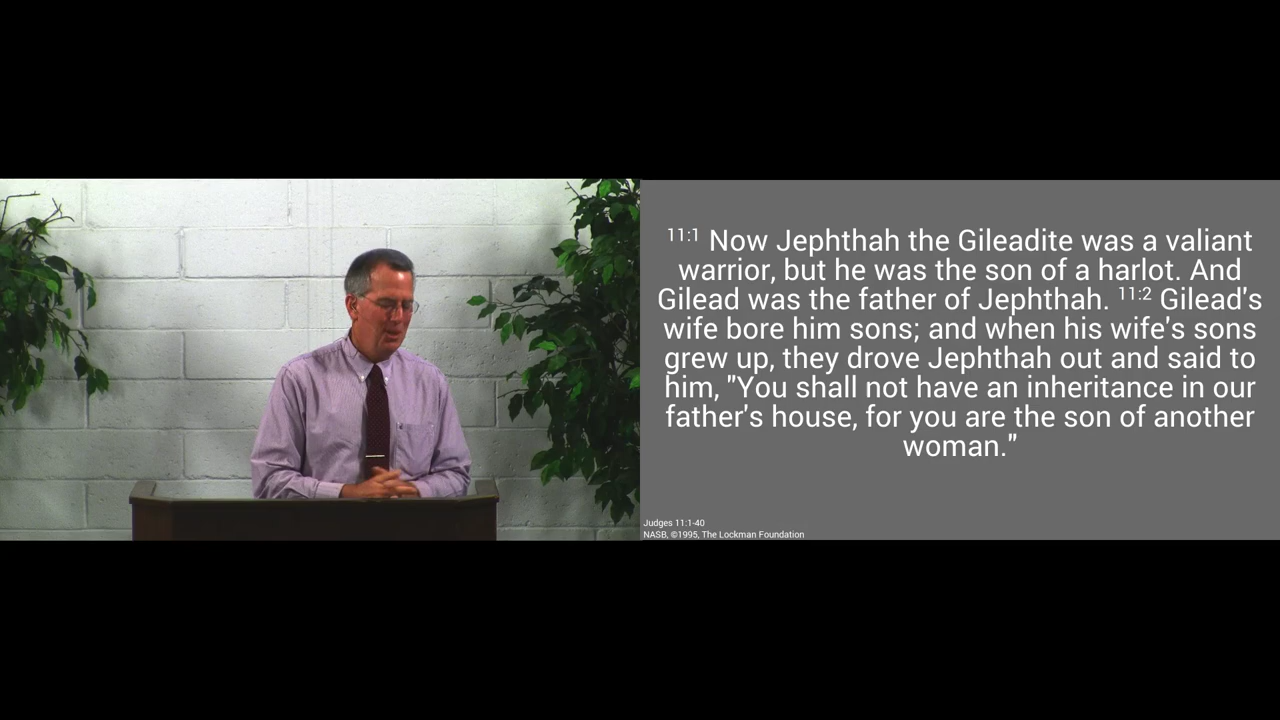 11:1 Now Jephthah the Gileadite was a valiant
warrior, but he was the son of a harlot. And
Gilead was the father of Jephthah. 11:2 Gilead's
wife bore him sons; and when his wife's sons
grew up, they drove Jephthah out and said to
him, "You shall not have an inheritance in our
father's house, for you are the son of another
woman."
Judges 11:1-40
NASB, ©1995, The Lockman Foundation